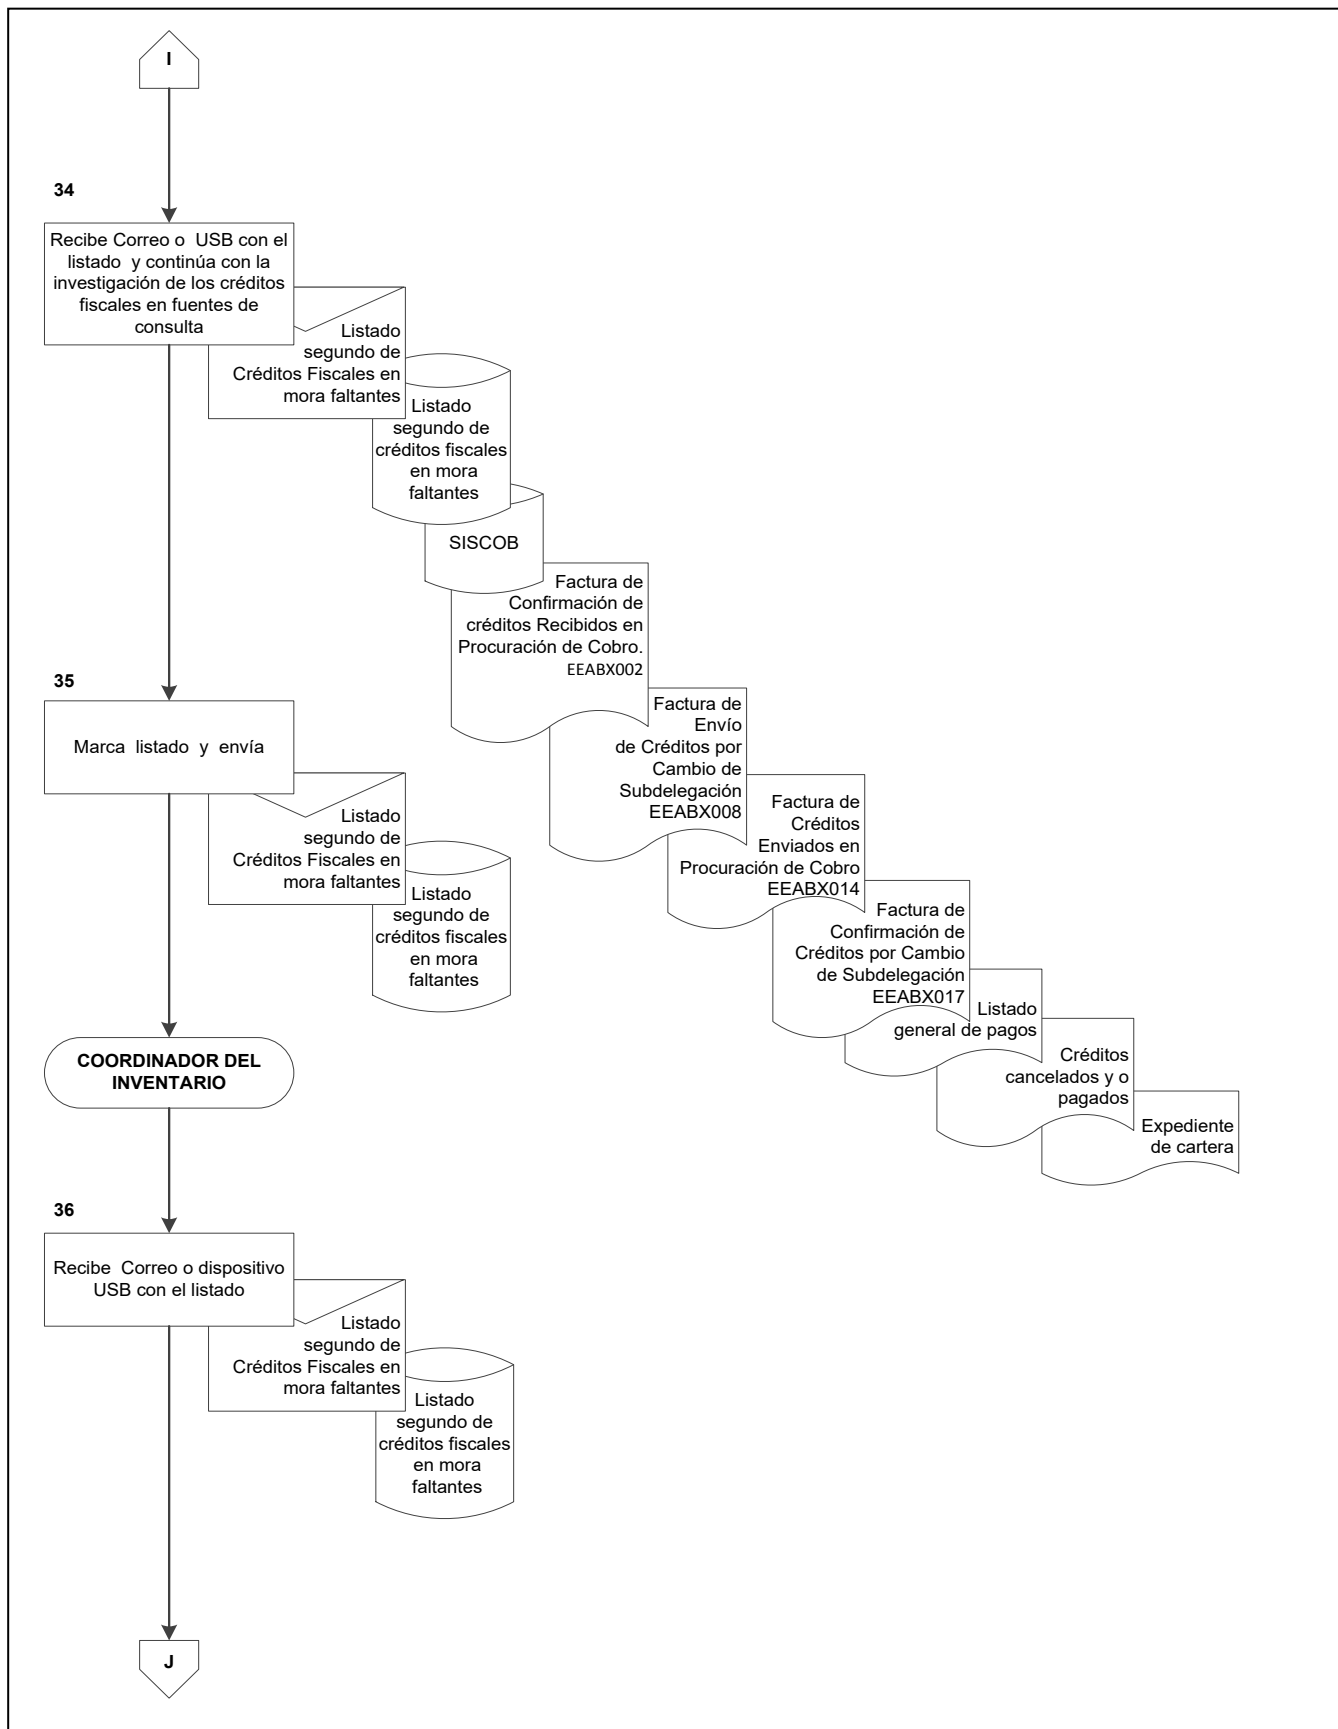 I
34
Recibe Correo o USB con el
listado y continúa con la
investigación de los créditos
fiscales en fuentes de
consulta
Listado
segundo de
Créditos Fiscales en
mora faltantes
Listado
segundo de
créditos fiscales
en mora
faltantes
SISCOB
Factura de
Confirmación de
créditos Recibidos en
Procuración de Cobro.
EEABX002
Factura de
Envío
de Créditos por
Cambio de
Subdelegación
EEABX008
Factura de
Créditos
Enviados en
Procuración de Cobro
EEABX014
Factura de
Confirmación de
Créditos por Cambio
de Subdelegación
EEABX017
Listado
general de pagos
Créditos
cancelados y o
pagados
Expediente
de cartera
35
Marca listado y envía
Listado
segundo de
Créditos Fiscales en
mora faltantes
Listado
segundo de
créditos fiscales
en mora
faltantes
COORDINADOR DEL
INVENTARIO
36
Recibe Correo o dispositivo
USB con el listado
Listado
segundo de
Créditos Fiscales en
mora faltantes
Listado
segundo de
créditos fiscales
en mora
faltantes
J